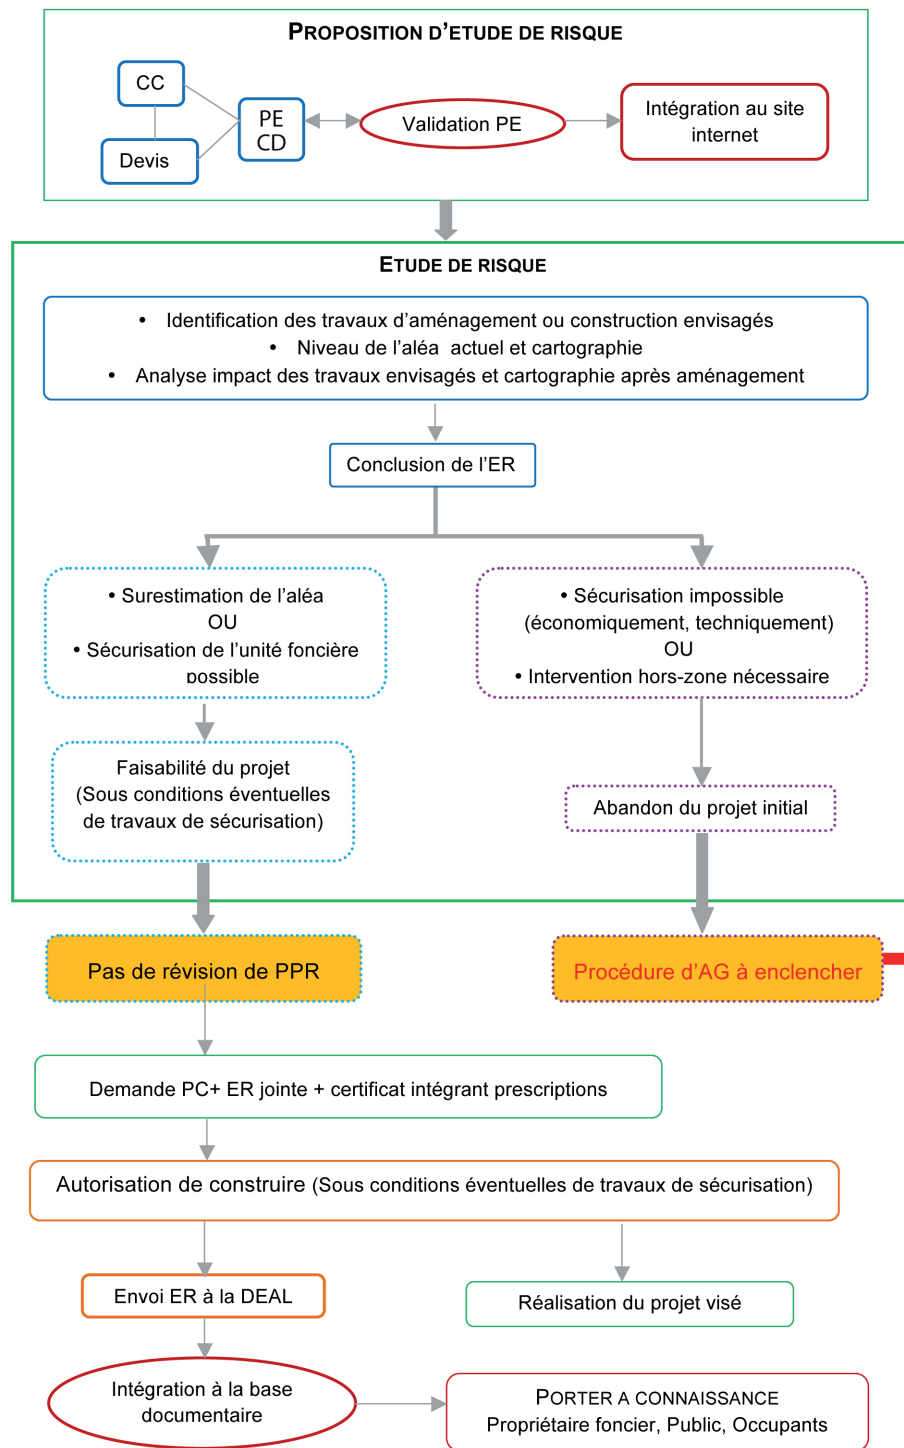 PROPOSITION D'ETUDE DE RISQUE
CC
Devis
PE
CD
Validation PE
Intégration au site
internet
ETUDE DE RISQUE
• Identification des travaux d'aménagement ou construction envisagés
• Niveau de l'aléa actuel et cartographie
• Analyse impact des travaux envisagés et cartographie après aménagement
Conclusion de l'ER
• Surestimation de l'aléa
OU
• Sécurisation de l'unité foncière
possible
• Sécurisation impossible
(économiquement, techniquement)
OU
• Intervention hors-zone nécessaire
Faisabilité du projet
(Sous conditions éventuelles
de travaux de sécurisation)
Abandon du projet initial
Pas de révision de PPR
Procédure d'AG à enclencher
Demande PC+ ER jointe + certificat intégrant prescriptions
Autorisation de construire (Sous conditions éventuelles de travaux de sécurisation)
Envoi ER à la DEAL
Réalisation du projet visé
Intégration à la base
documentaire
PORTER A CONNAISSANCE
Propriétaire foncier, Public, Occupants